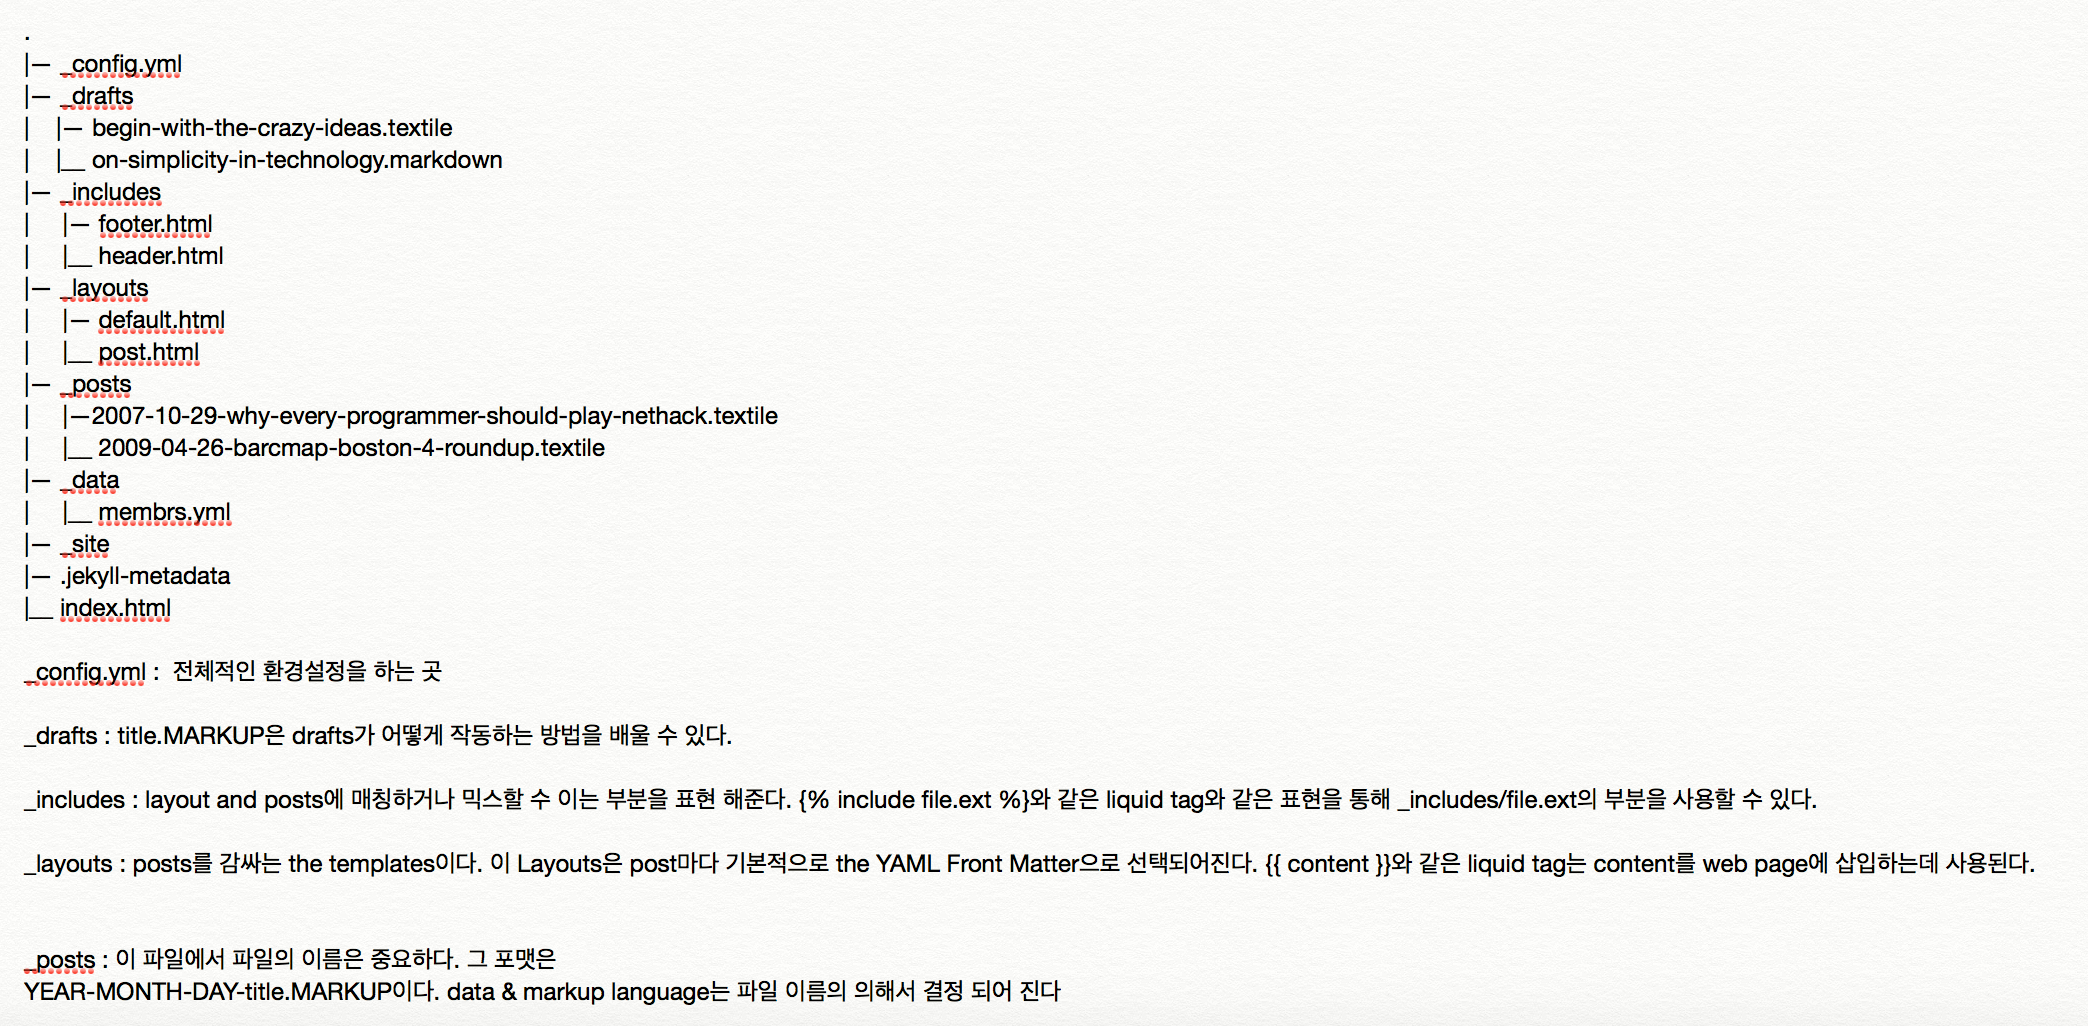 .
|— _config.yml
|— _drafts
|    |— begin-with-the-crazy-ideas.textile
|    |__ on-simplicity-in-technology.markdown
|— _includes
|     |— footer.html
|     |__ header.html
|— _layouts
|     |— default.html
|     |__ post.html
|— _posts
|     |—2007-10-29-why-every-programmer-should-play-nethack.textile
|     |__ 2009-04-26-barcmap-boston-4-roundup.textile
|— _data
|     |__ membrs.yml
|— _site
|— .jekyll-metadata
|__ index.html
_config.yml :  전체적인 환경설정을 하는 곳
_drafts : title.MARKUP은 drafts가 어떻게 작동하는 방법을 배울 수 있다.
_includes : layout and posts에 매칭하거나 믹스할 수 이는 부분을 표현 해준다. {% include file.ext %}와 같은 liquid tag와 같은 표현을 통해 _includes/file.ext의 부분을 사용할 수 있다.
_layouts : posts를 감싸는 the templates이다. 이 Layouts은 post마다 기본적으로 the YAML Front Matter으로 선택되어진다. {{ content }}와 같은 liquid tag는 content를 web page에 삽입하는데 사용된다.
_posts : 이 파일에서 파일의 이름은 중요하다. 그 포맷은
YEAR-MONTH-DAY-title.MARKUP이다. data & markup language는 파일 이름의 의해서 결정 되어 진다